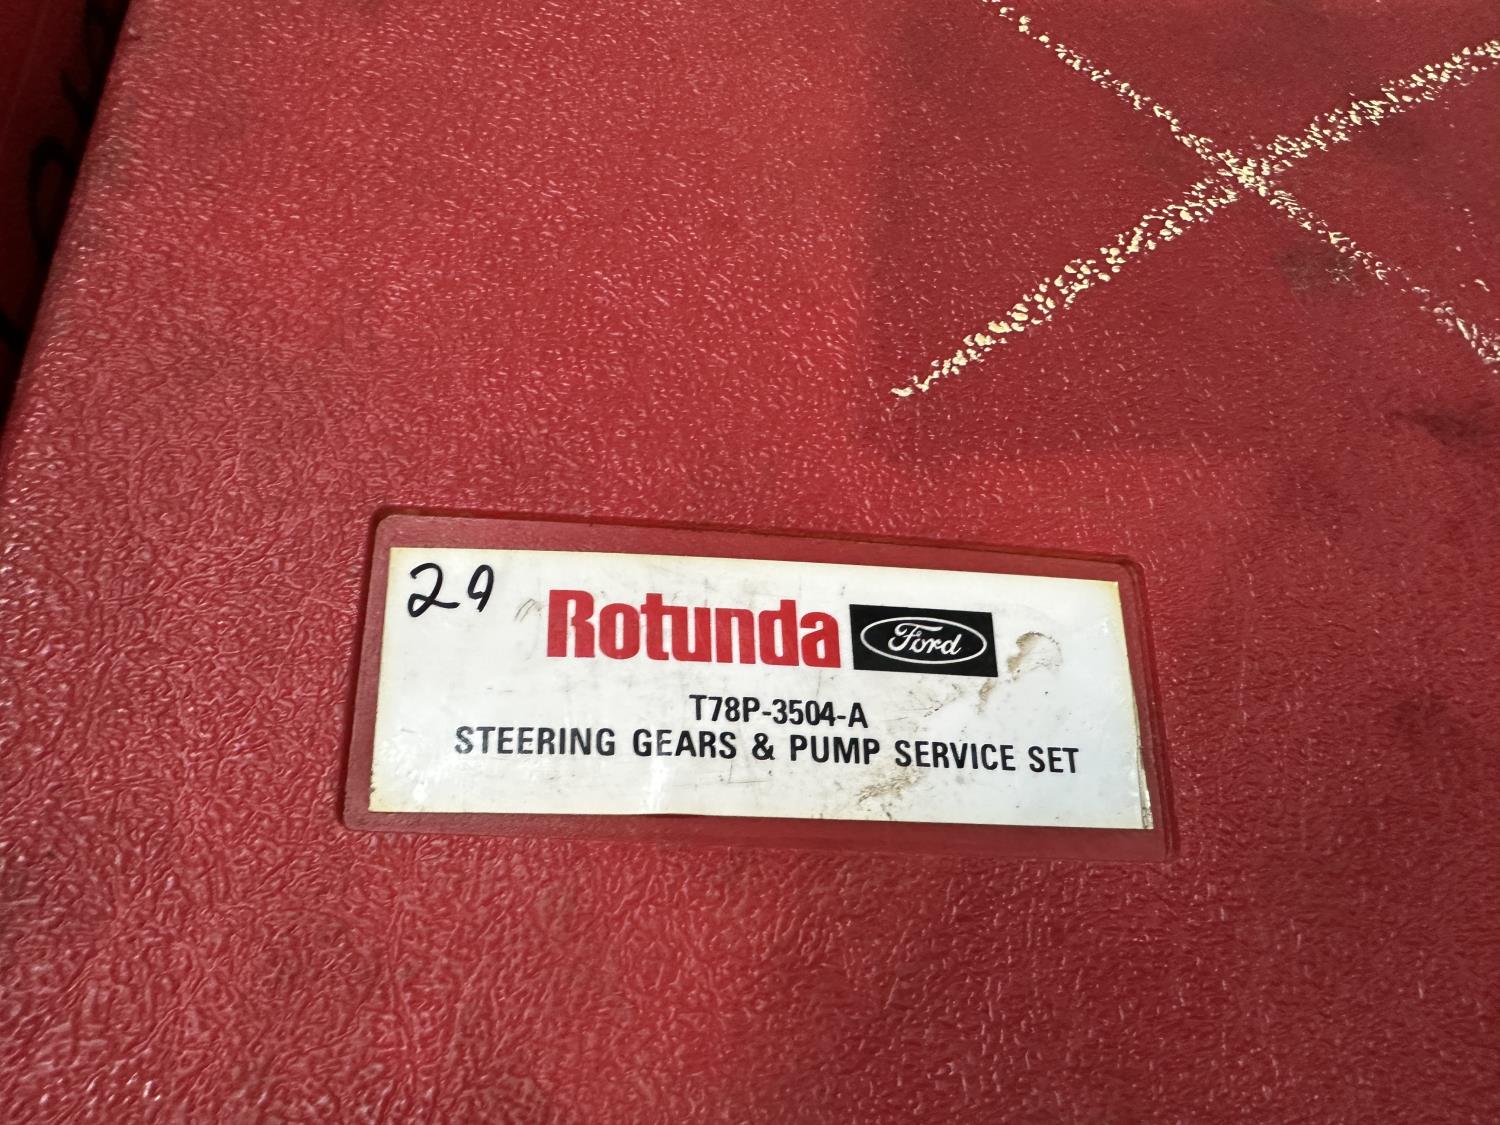 29
Rotunda Ford
T78P-3504-A
STEERING GEARS & PUMP SERVICE SET